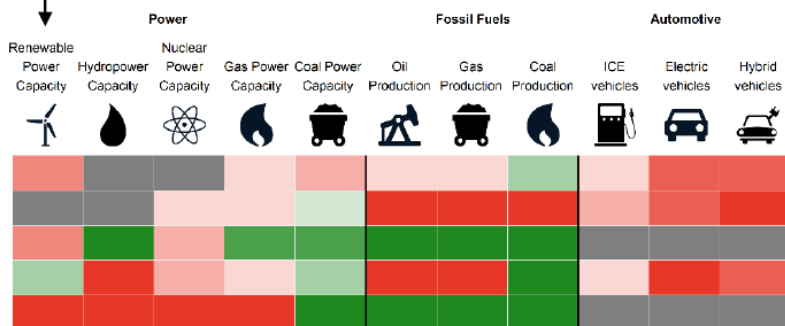 Power Fossil Fuels Automotive
Renewable Power Capacity
Hydropower Capacity
Nuclear Power Capacity
Gas Power Capacity
Coal Power Capacity
Oil Production
Gas Production
Coal Production
ICE vehicles
Electric vehicles
Hybrid vehicles